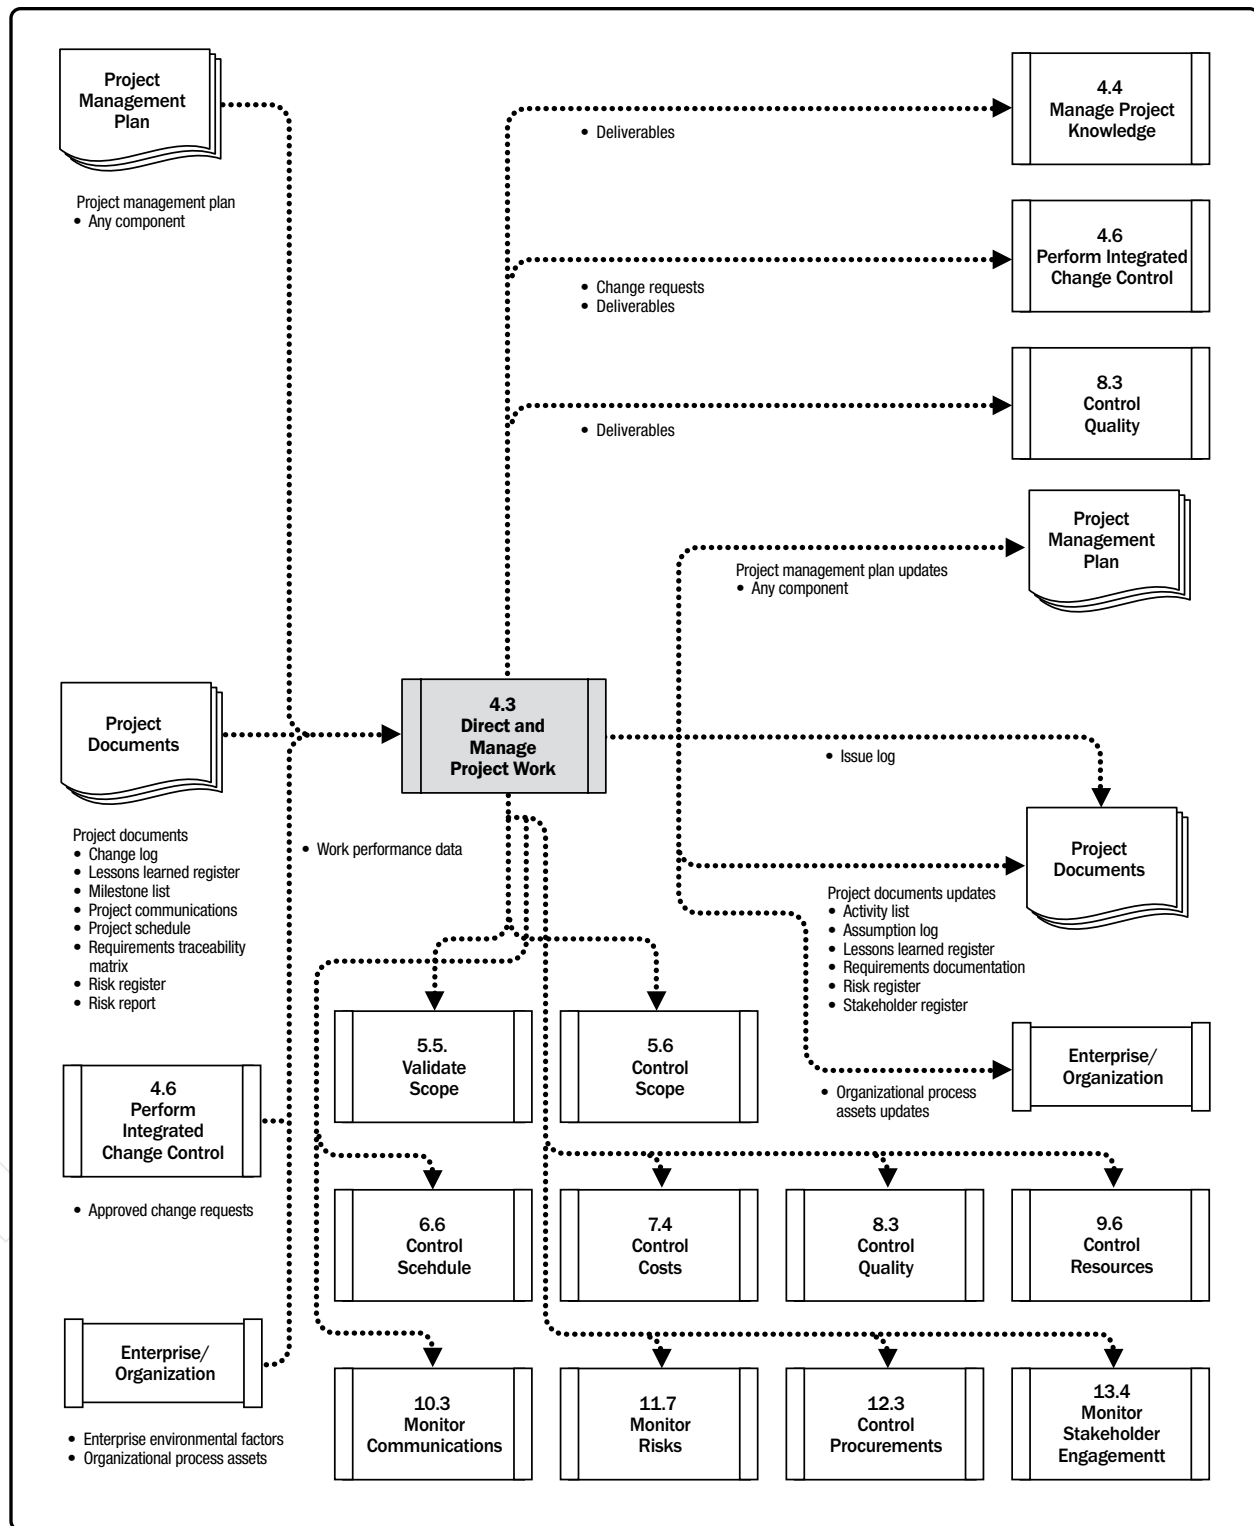 Project
Management
Plan
Project management plan
• Any component
4.4
Manage Project
Knowledge
• Deliverables
4.6
Perform Integrated
Change Control
• Change requests
• Deliverables
8.3
Control
Quality
• Deliverables
Project
Management
Plan
Project management plan updates
• Any component
Project
Documents
Project documents
• Change log
• Lessons learned register
• Milestone list
• Project communications
• Project schedule
• Requirements traceability
matrix
• Risk register
• Risk report
4.3
Direct and
Manage
Project Work
• Work performance data
• Issue log
Project
Documents
Project documents updates
• Activity list
• Assumption log
• Lessons learned register
• Requirements documentation
• Risk register
• Stakeholder register
4.6
Perform
Integrated
Change Control
• Approved change requests
5.5.
Validate
Scope
5.6
Control
Scope
Enterprise/
Organization
• Organizational process
assets updates
6.6
Control
Scehdule
7.4
Control
Costs
8.3
Control
Quality
9.6
Control
Resources
Enterprise/
Organization
• Enterprise environmental factors
• Organizational process assets
10.3
Monitor
Communications
11.7
Monitor
Risks
12.3
Control
Procurements
13.4
Monitor
Stakeholder
Engagementt